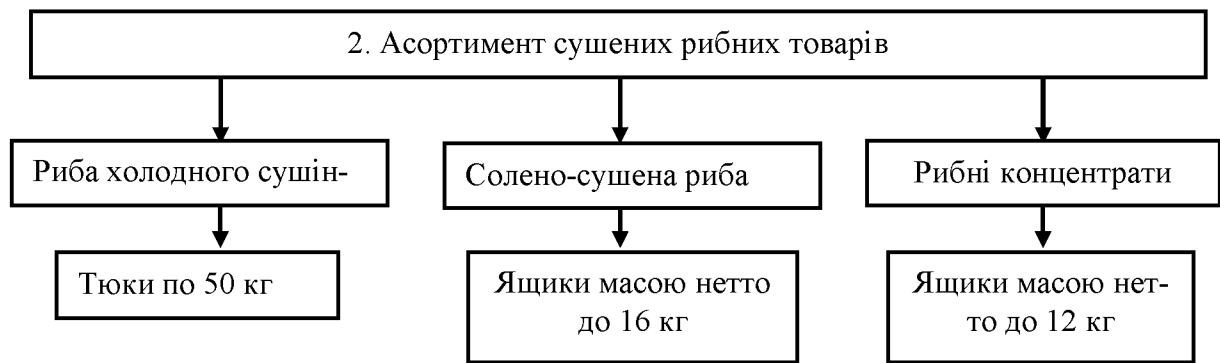 2. Асортимент сушених рибних товарів
Риба холодного сушін-
Солено-сушена риба
Рибні концентрати
Тюки по 50 кг
Ящики масою нетто
до 16 кг
Ящики масою нет-
то до 12 кг